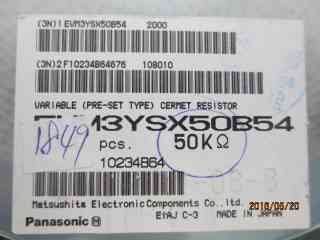 (3N)1EVM3YSX50B54 2000
(3N)2F10234B64676 108010
VARIABLE (PRE-SET TYPE) CERMET RESISTOR
EVM3YSX50B54
1849 pcs. 50KΩ
10234B64
Matsushita Electronic Components Co.,Ltd.
Panasonic EIAJ C-3 MADE IN JAPAN
2018/06/20